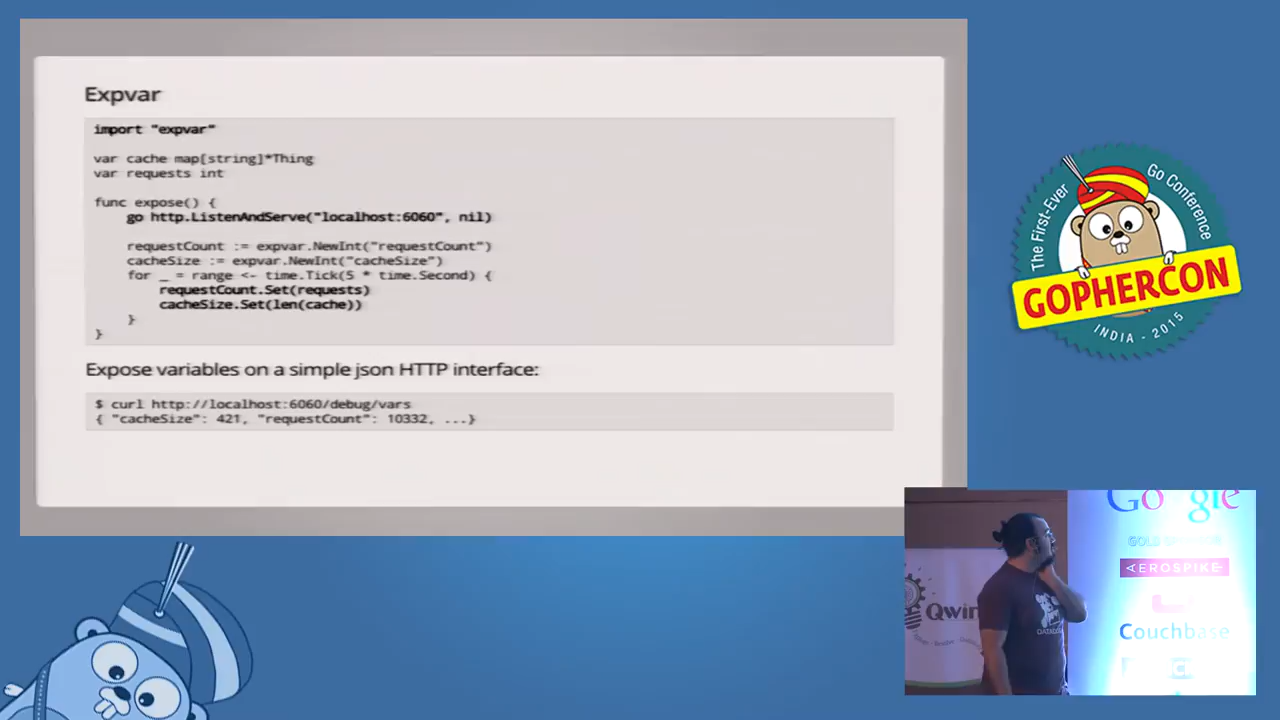 Expvar
import "expvar"
var cache map[string]*Thing
var requests int
func expose() {
go http.ListenAndServe("localhost:6060", nil)
requestCount := expvar.NewInt("requestCount")
cacheSize := expvar.NewInt("cacheSize")
for _ = range <- time.Tick(5 * time.Second) {
requestCount.Set(requests)
cacheSize.Set(len(cache))
}
}
Expose variables on a simple json HTTP interface:
$ curl http://localhost:6060/debug/vars
{ "cacheSize": 421, "requestCount": 10332, ...}
The First-Ever
Go Conference
GOPHERCON
INDIA - 2015
Google
AEROSPIKE
Couchbase